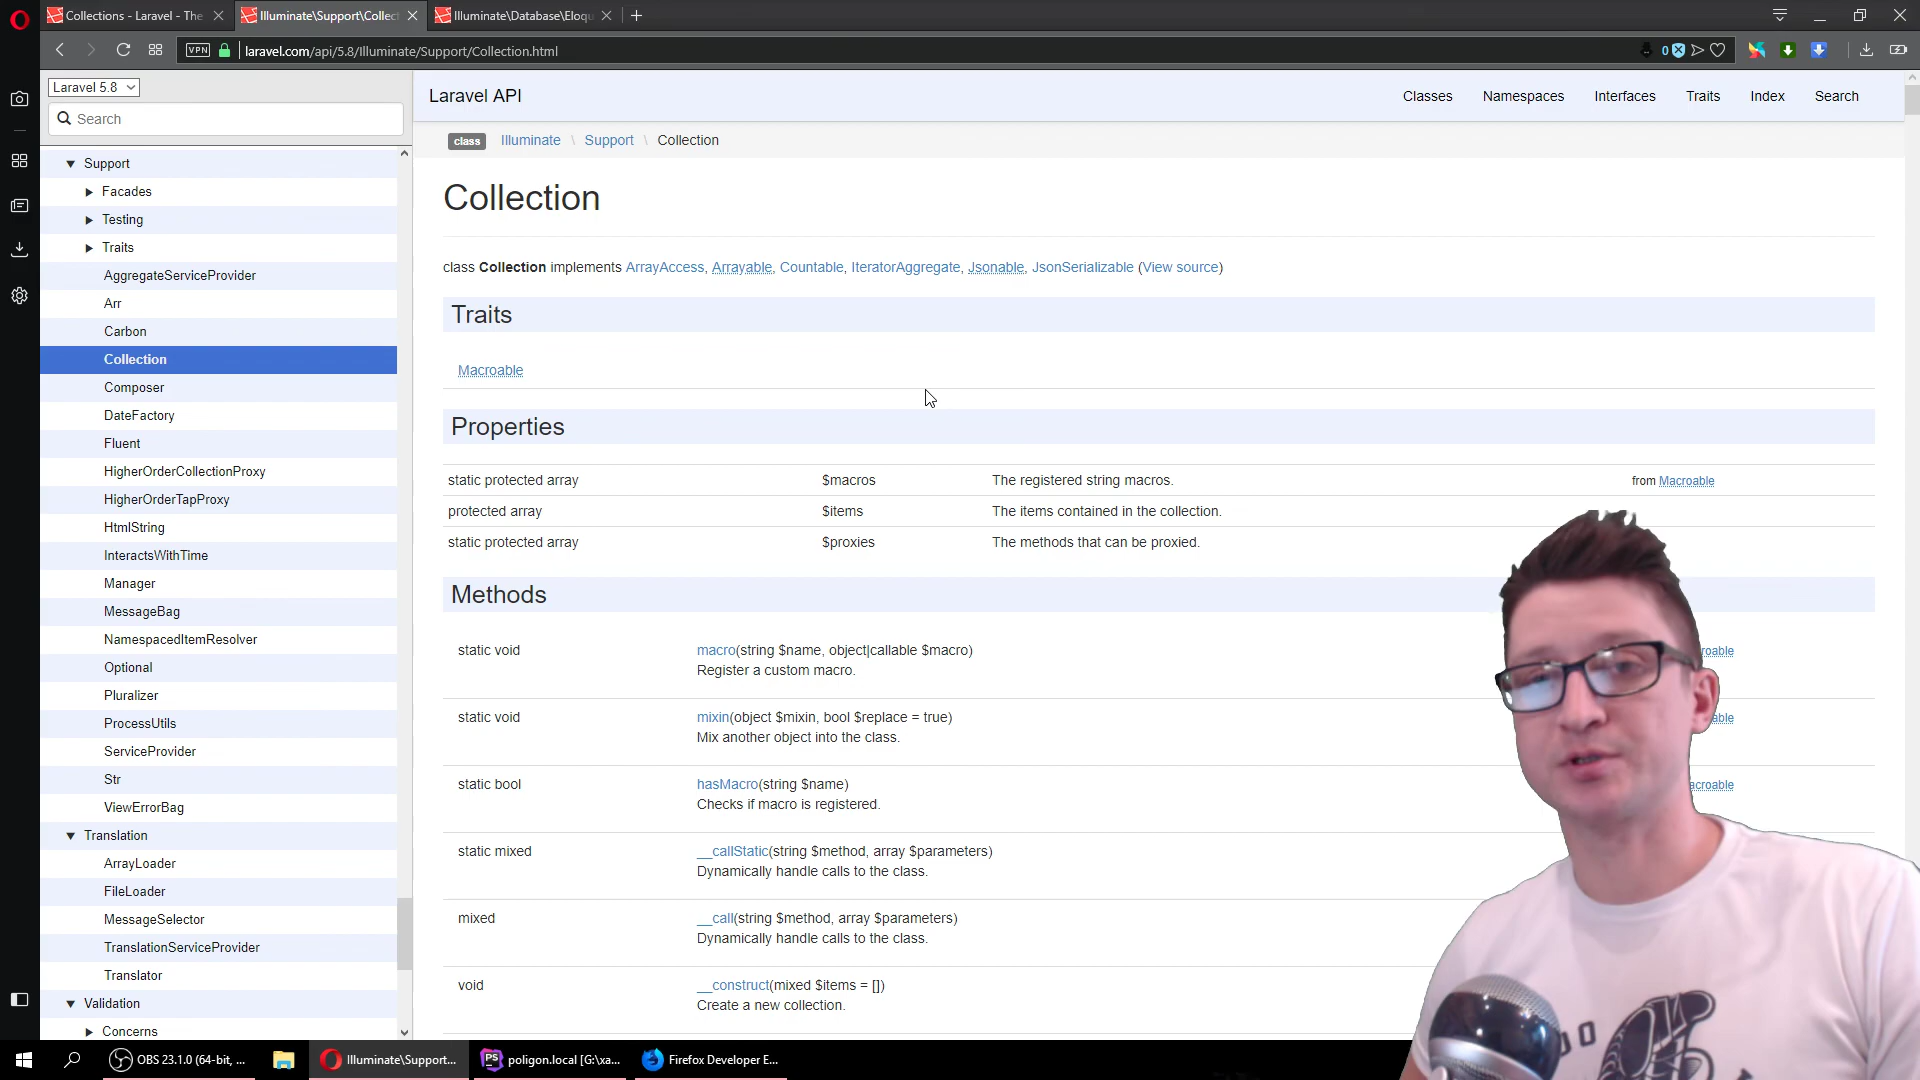 Collections - Laravel - The
Illuminate\Support\Collect
Illuminate\Database\Eloqu
VPN
laravel.com/api/5.8/Illuminate/Support/Collection.html
0
Laravel 5.8
Search
Support
Facades
Testing
Traits
AggregateServiceProvider
Arr
Carbon
Collection
Composer
DateFactory
Fluent
HigherOrderCollectionProxy
HigherOrderTapProxy
HtmlString
InteractsWithTime
Manager
MessageBag
NamespacedItemResolver
Optional
Pluralizer
ProcessUtils
ServiceProvider
Str
ViewErrorBag
Translation
ArrayLoader
FileLoader
MessageSelector
TranslationServiceProvider
Translator
Validation
Concerns
Laravel API
Classes Namespaces Interfaces Traits Index Search
class Illuminate \ Support \ Collection
Collection
class Collection implements ArrayAccess, Arrayable, Countable, IteratorAggregate, Jsonable, JsonSerializable (View source)
Traits
Macroable
Properties
static protected array $macros The registered string macros. from Macroable
protected array $items The items contained in the collection.
static protected array $proxies The methods that can be proxied.
Methods
static void macro(string $name, object|callable $macro) roable
Register a custom macro.
static void mixin(object $mixin, bool $replace = true) able
Mix another object into the class.
static bool hasMacro(string $name) acroable
Checks if macro is registered.
static mixed __callStatic(string $method, array $parameters)
Dynamically handle calls to the class.
mixed __call(string $method, array $parameters)
Dynamically handle calls to the class.
void __construct(mixed $items = [])
Create a new collection.
OBS 23.1.0 (64-bit, ...
Illuminate\Support...
PS
poligon.local [G:\xa...
Firefox Developer E...